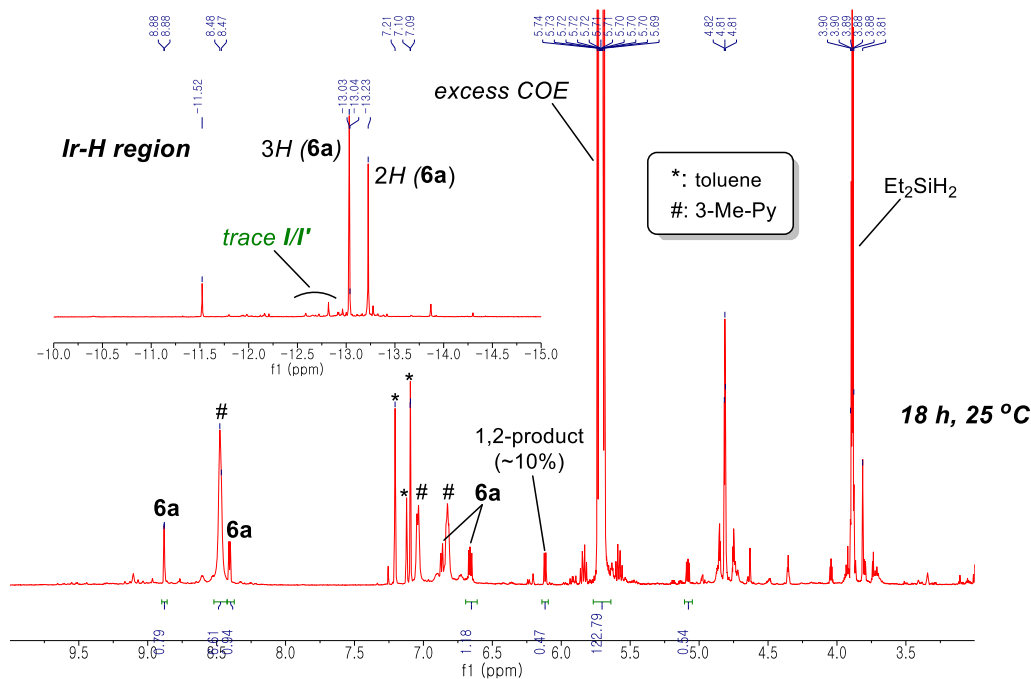 8.88
8.88
8.48
8.47
7.21
7.10
7.09
5.74
5.73
5.72
5.72
5.72
5.71
5.71
5.70
5.70
5.70
5.69
4.82
4.81
4.81
3.90
3.90
3.89
3.88
3.88
3.81
-11.52
-13.03
-13.04
-13.23
Ir-H region
3H (6a)
2H (6a)
trace I/I'
-10.0 -10.5 -11.0 -11.5 -12.0 -12.5 -13.0 -13.5 -14.0 -14.5 -15.0
f1 (ppm)
excess COE
*: toluene
#: 3-Me-Py
Et2SiH2
18 h, 25 °C
1,2-product
(~10%)
#
*
*
*
#
#
6a
6a
6a
0.79
0.94
1.18
0.47
122.79
0.54
9.5 9.0 8.5 8.0 7.5 7.0 6.5 6.0 5.5 5.0 4.5 4.0 3.5
f1 (ppm)